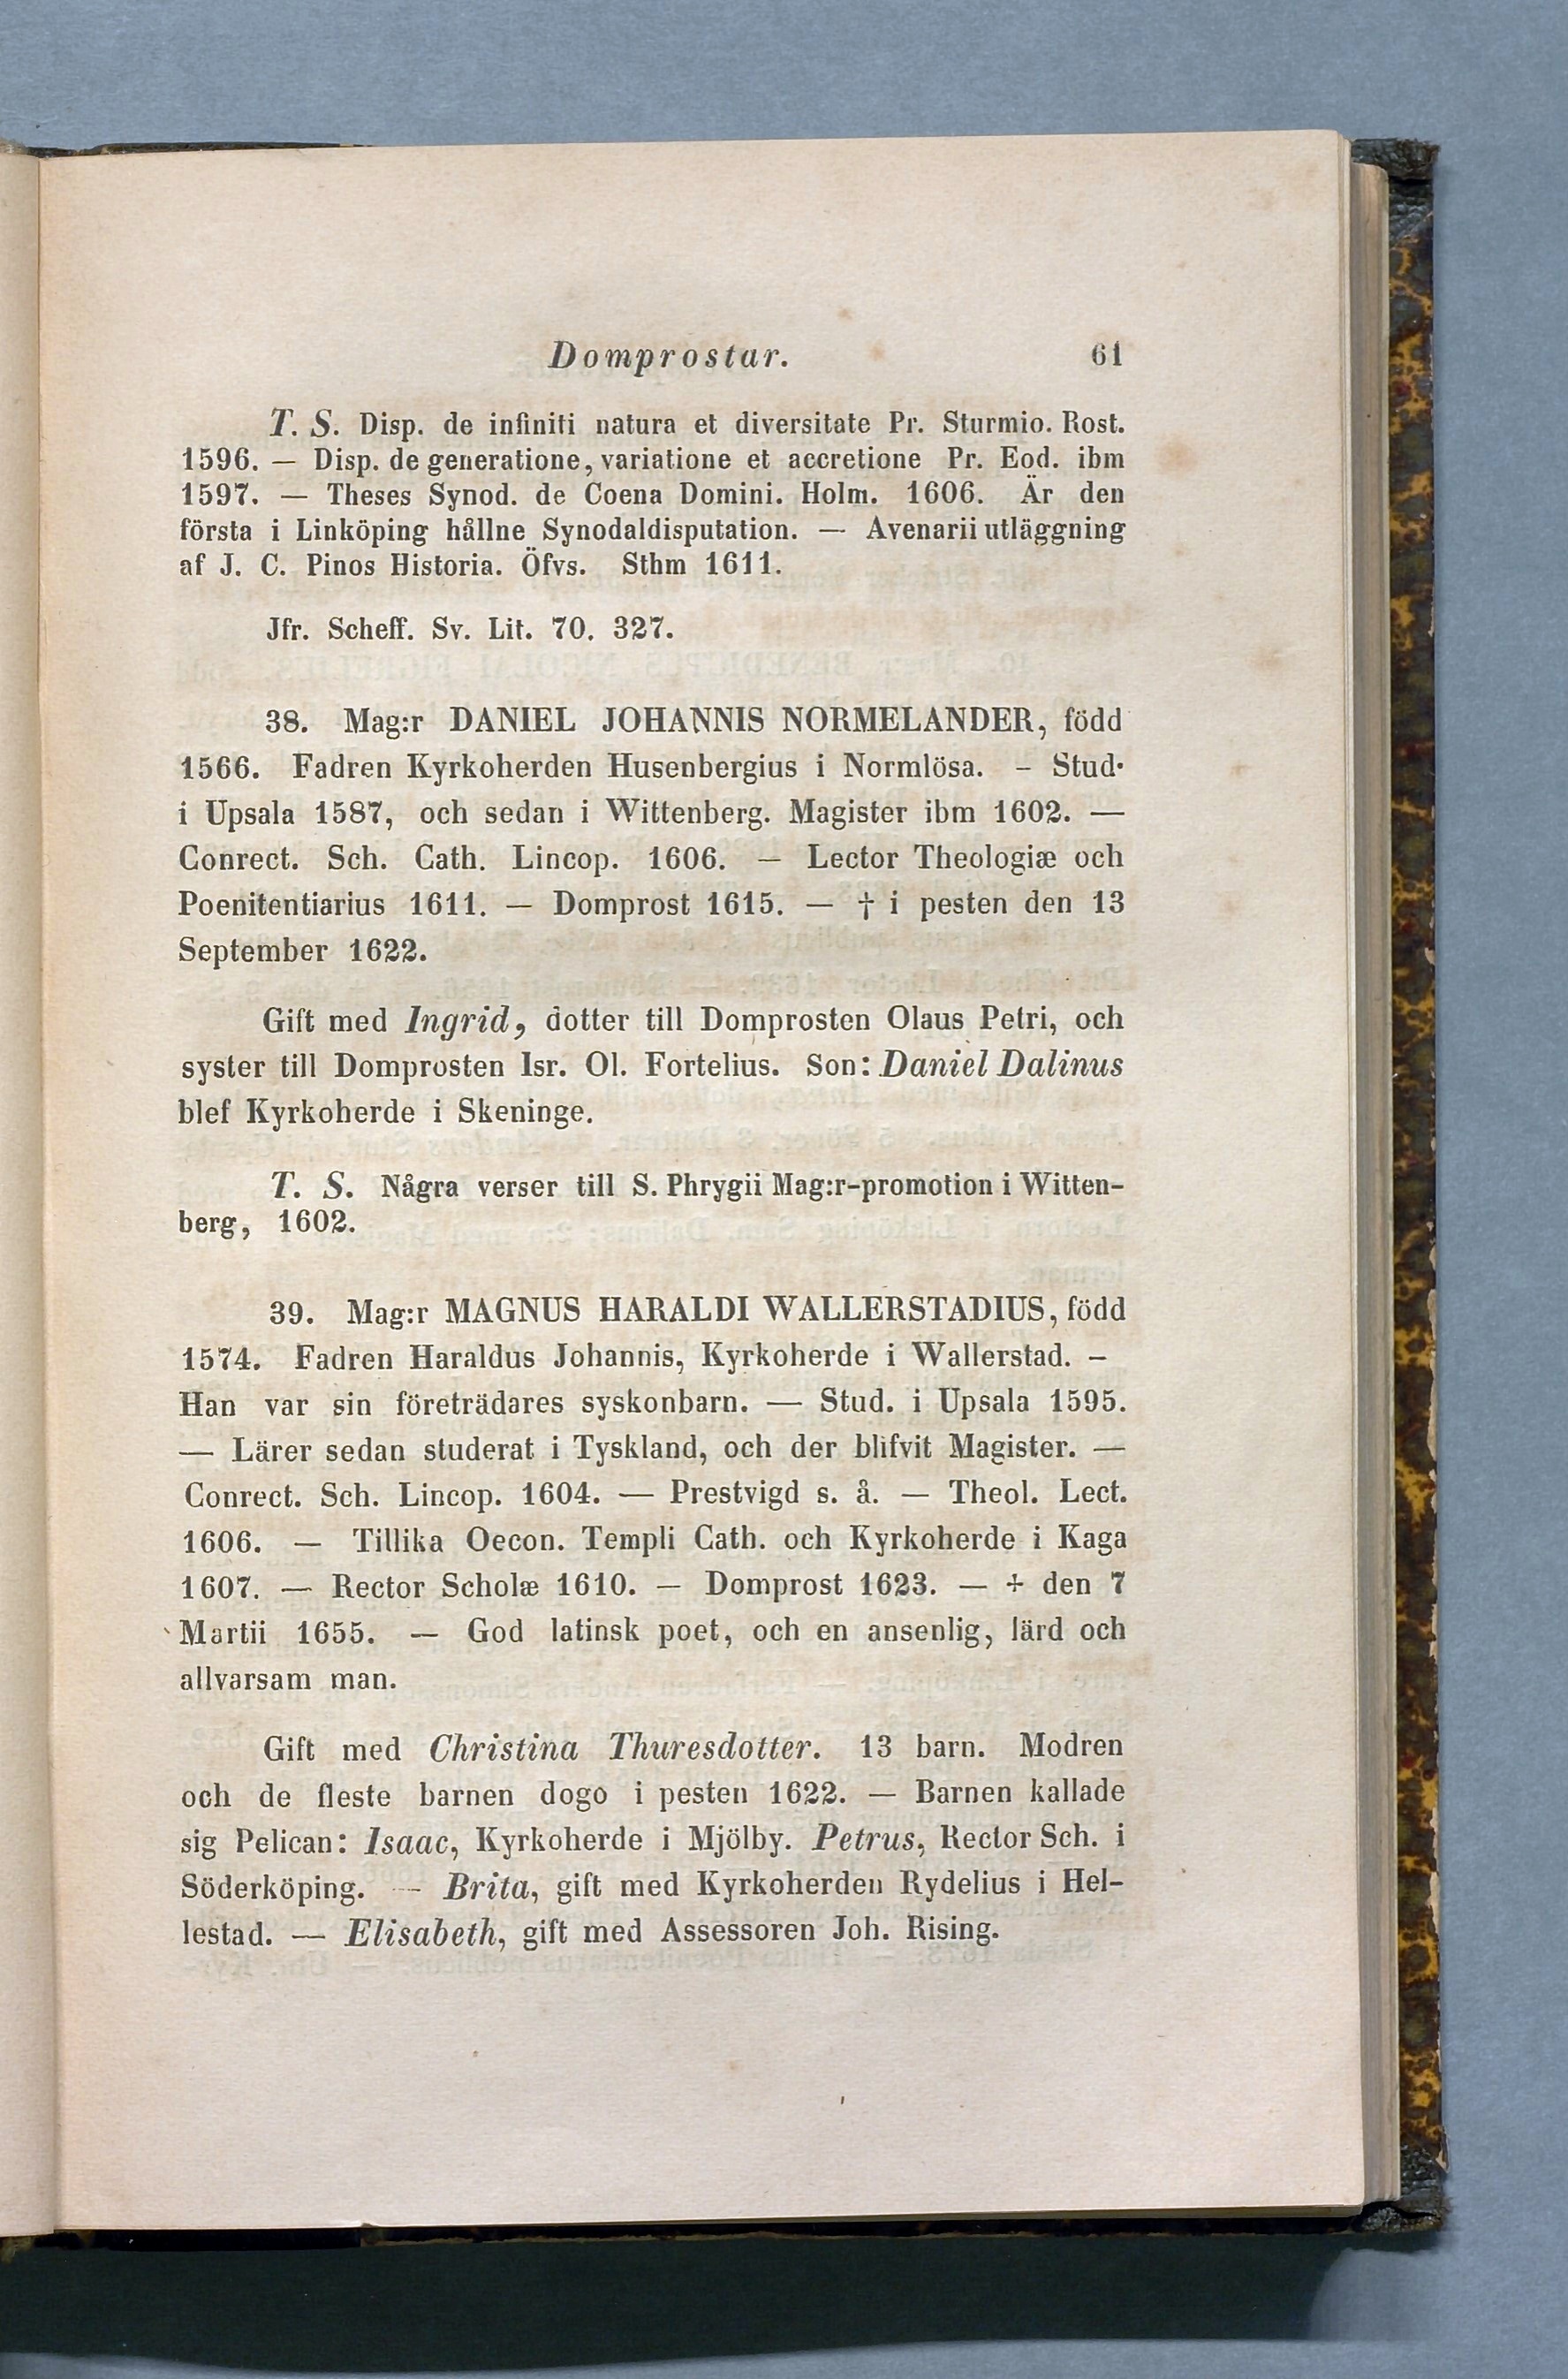 Domprostar. 61
T. S. Disp. de infiniti natura et diversitate Pr. Sturmio. Rost.
1596. — Disp. de generatione, variatione et accretione Pr. Eod. ibm
1597. — Theses Synod. de Coena Domini. Holm. 1606. Är den
första i Linköping hållne Synodaldisputation. — Avenarii utläggning
af J. C. Pinos Historia. Öfvs. Sthm 1611.
Jfr. Scheff. Sv. Lit. 70. 327.
38. Mag:r DANIEL JOHANNIS NORMELANDER, född
1566. Fadren Kyrkoherden Husenbergius i Normlösa. – Stud.
i Upsala 1587, och sedan i Wittenberg. Magister ibm 1602. —
Conrect. Sch. Cath. Lincop. 1606. — Lector Theologiæ och
Poenitentiarius 1611. — Domprost 1615. — † i pesten den 13
September 1622.
Gift med Ingrid, dotter till Domprosten Olaus Petri, och
syster till Domprosten Isr. Ol. Fortelius. Son: Daniel Dalinus
blef Kyrkoherde i Skeninge.
T. S. Några verser till S. Phrygii Mag:r-promotion i Witten-
berg, 1602.
39. Mag:r MAGNUS HARALDI WALLERSTADIUS, född
1574. Fadren Haraldus Johannis, Kyrkoherde i Wallerstad. –
Han var sin företrädares syskonbarn. — Stud. i Upsala 1595.
— Lärer sedan studerat i Tyskland, och der blifvit Magister. —
Conrect. Sch. Lincop. 1604. — Prestvigd s. å. — Theol. Lect.
1606. — Tillika Oecon. Templi Cath. och Kyrkoherde i Kaga
1607. — Rector Scholæ 1610. — Domprost 1623. — † den 7
Martii 1655. — God latinsk poet, och en ansenlig, lärd och
allvarsam man.
Gift med Christina Thuresdotter. 13 barn. Modren
och de fleste barnen dogo i pesten 1622. — Barnen kallade
sig Pelican: Isaac, Kyrkoherde i Mjölby. Petrus, Rector Sch. i
Söderköping. — Brita, gift med Kyrkoherden Rydelius i Hel-
lestad. — Elisabeth, gift med Assessoren Joh. Rising.